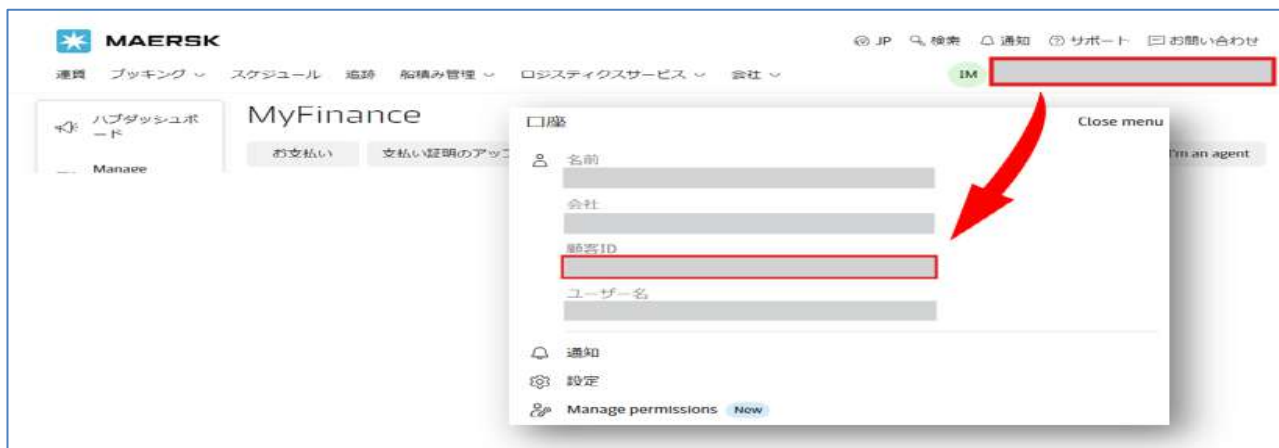 MAERSK
JP 検索 通知 サポート お問い合わせ
運賃 ブッキング スケジュール 追跡 船積み管理 ロジスティクスサービス 会社 IM
ハブダッシュボ
ード
Manage
MyFinance
お支払い 支払い証明のアップ I'm an agent
口座 Close menu
名前
会社
顧客ID
ユーザー名
通知
設定
Manage permissions New